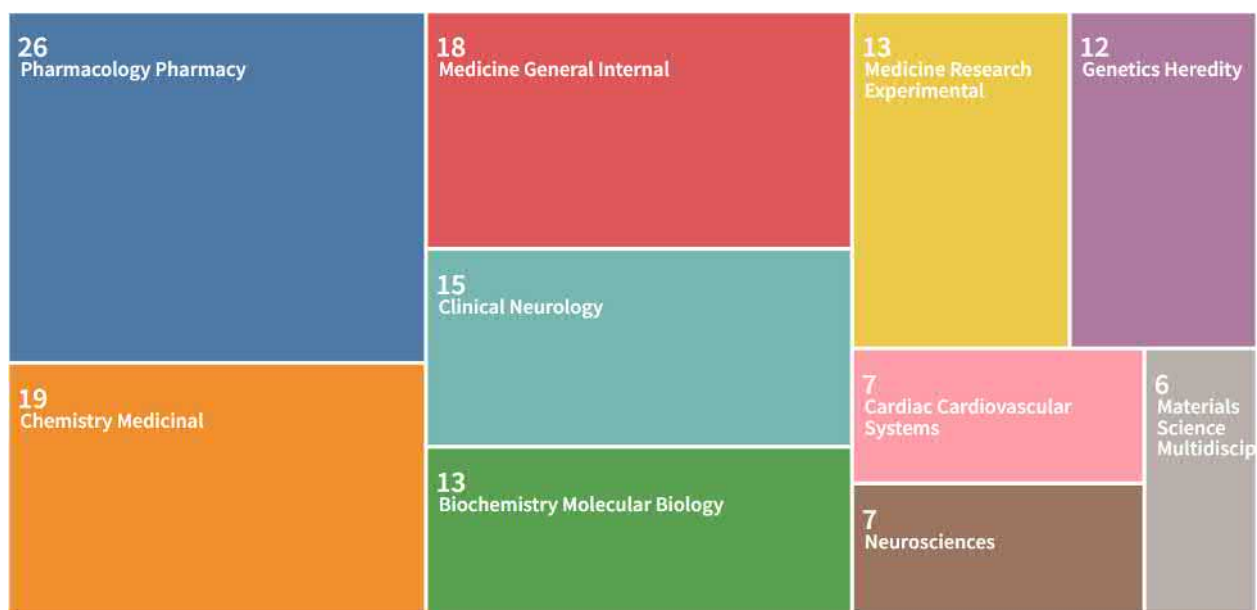 26
Pharmacology Pharmacy
19
Chemistry Medicinal
18
Medicine General Internal
15
Clinical Neurology
13
Biochemistry Molecular Biology
13
Medicine Research
Experimental
12
Genetics Heredity
7
Cardiac Cardiovascular
Systems
7
Neurosciences
6
Materials
Science
Multidiscip